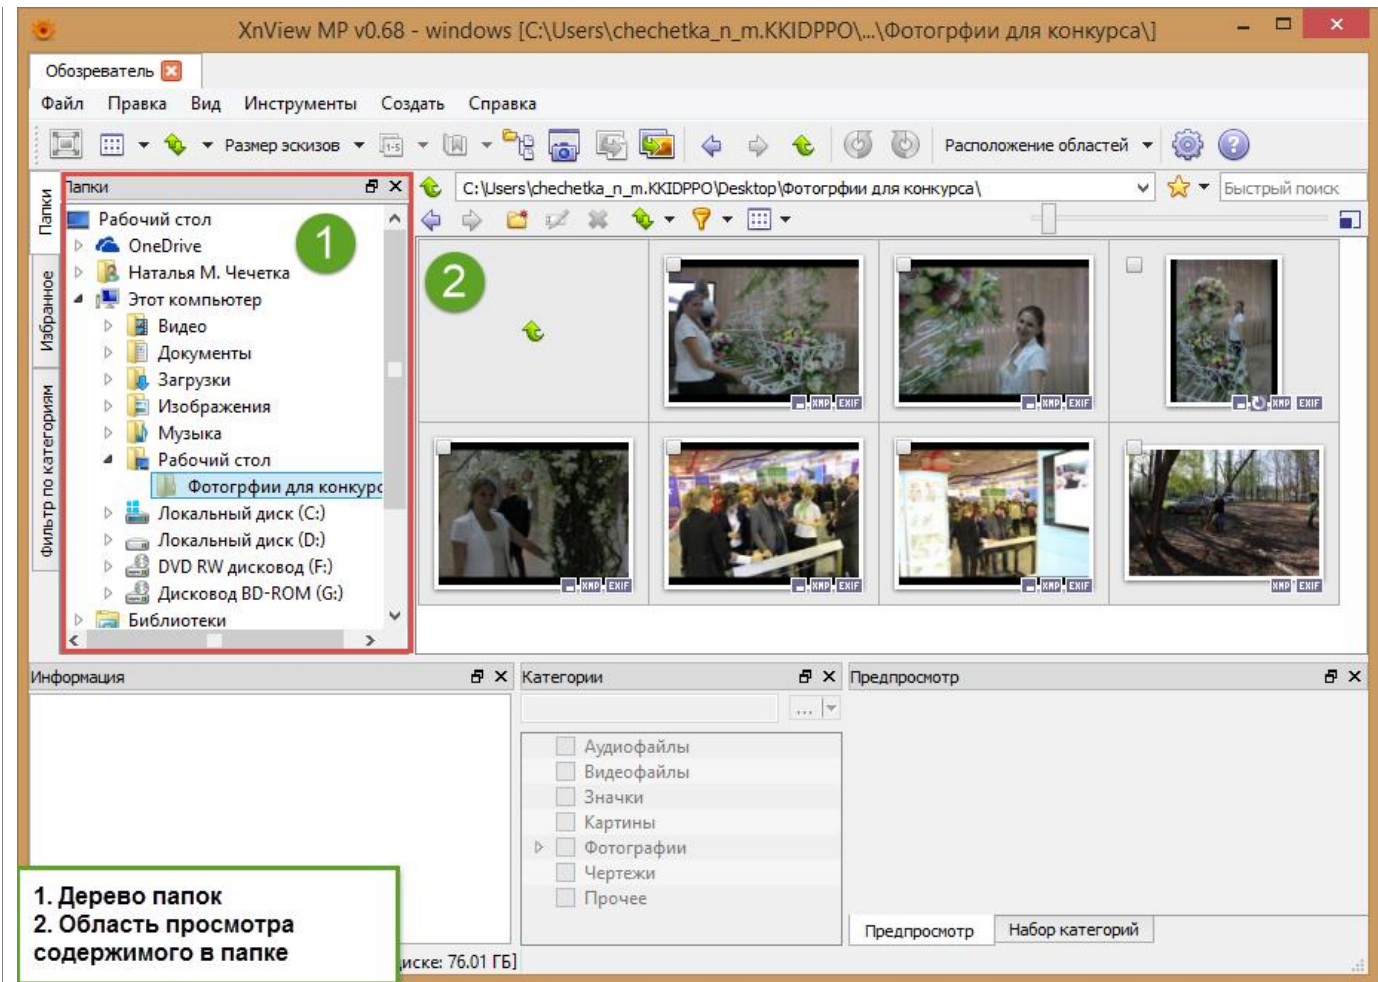 XnView MP v0.68 - windows [C:\Users\chechetka_n_m.KKIDPPO\...\Фотогрфии для конкурса\]
Обозреватель
Файл Правка Вид Инструменты Создать Справка
Размер эскизов
Расположение областей
Папки
Избранное
Фильтр по категориям
Папки
Рабочий стол
OneDrive
Наталья М. Чечетка
Этот компьютер
Видео
Документы
Загрузки
Изображения
Музыка
Рабочий стол
Фотогрфии для конкурс
Локальный диск (C:)
Локальный диск (D:)
DVD RW дисковод (F:)
Дисковод BD-ROM (G:)
Библиотеки
1
C:\Users\chechetka_n_m.KKIDPPO\Desktop\Фотогрфии для конкурса\
Быстрый поиск
2
XMP EXIF
XMP EXIF
XMP EXIF
XMP EXIF
XMP EXIF
XMP EXIF
XMP EXIF
Информация
Категории
...
Аудиофайлы
Видеофайлы
Значки
Картины
Фотографии
Чертежи
Прочее
Предпросмотр
Предпросмотр Набор категорий
1. Дерево папок
2. Область просмотра
содержимого в папке
иске: 76.01 ГБ]